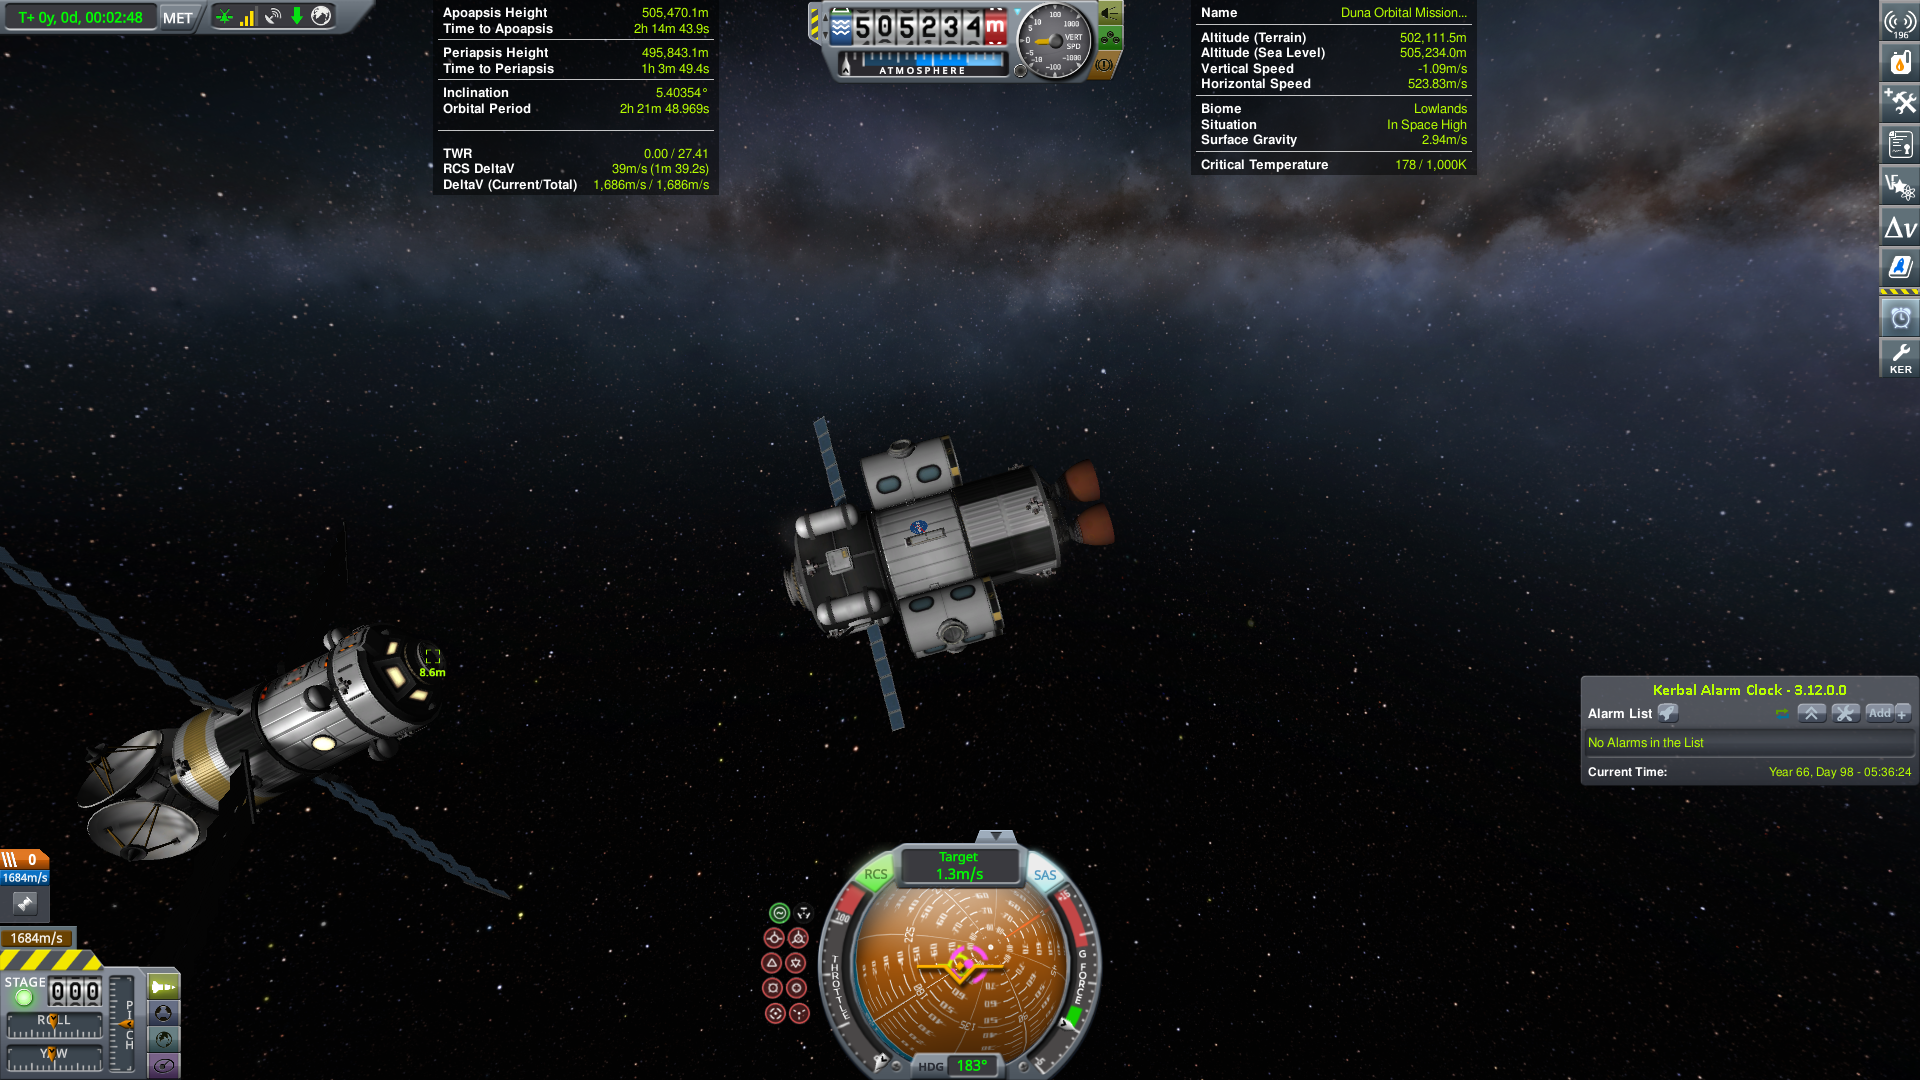 T+ 0y, 0d, 00:02:48 MET
Apoapsis Height 505,470.1m
Time to Apoapsis 2h 14m 43.9s
Periapsis Height 495,843.1m
Time to Periapsis 1h 3m 49.4s
Inclination 5.40354°
Orbital Period 2h 21m 48.969s
TWR 0.00 / 27.41
RCS DeltaV 39m/s (1m 39.2s)
DeltaV (Current/Total) 1,686m/s / 1,686m/s
505234 m
ATMOSPHERE
VERT
SPD
Name Duna Orbital Mission...
Altitude (Terrain) 502,111.5m
Altitude (Sea Level) 505,234.0m
Vertical Speed -1.09m/s
Horizontal Speed 523.83m/s
Biome Lowlands
Situation In Space High
Surface Gravity 2.94m/s
Critical Temperature 178 / 1,000K
196
Δv
KER
8.6m
Kerbal Alarm Clock - 3.12.0.0
Alarm List Add +
No Alarms in the List
Current Time: Year 66, Day 98 - 05:36:24
0
1684m/s
1684m/s
STAGE 000
ROLL
YAW
PITCH
Target
1.3m/s
RCS
SAS
THROTTLE
G FORCE
HDG 183°